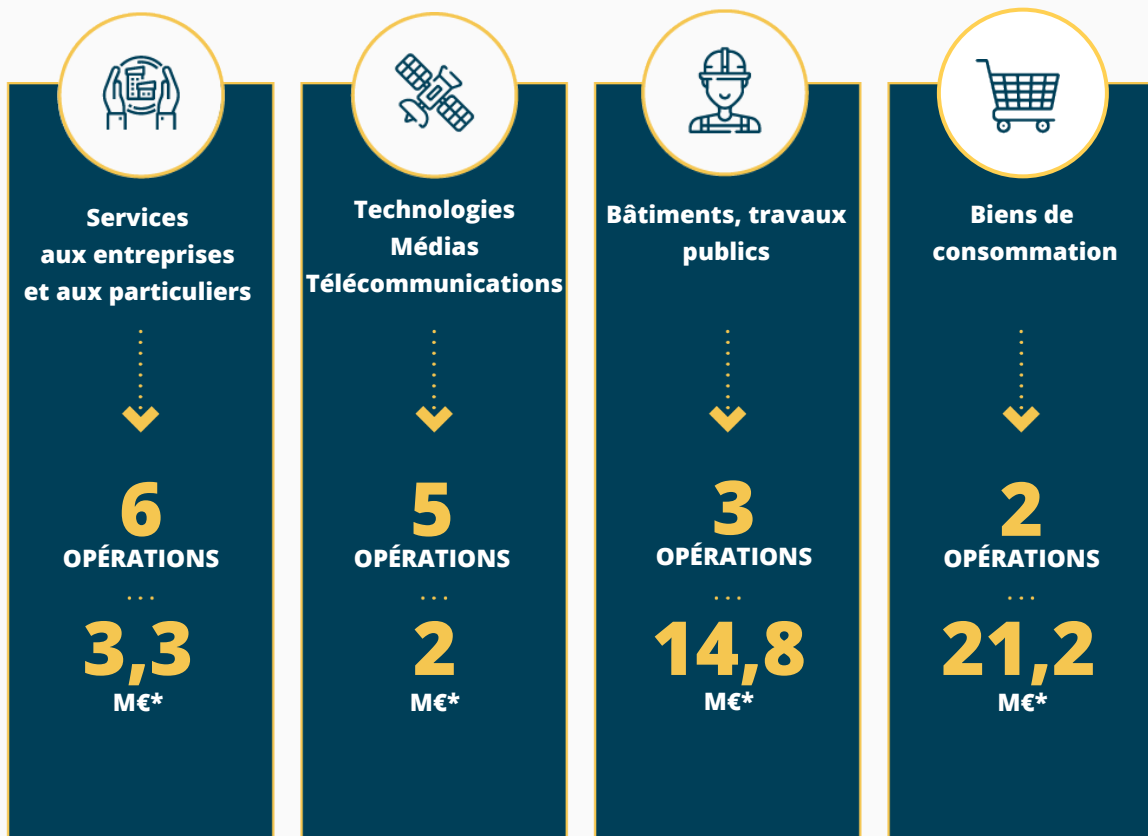 Services
aux entreprises
et aux particuliers
6
OPÉRATIONS
...
3,3
M€*
Technologies
Médias
Télécommunications
5
OPÉRATIONS
...
2
M€*
Bâtiments, travaux
publics
3
OPÉRATIONS
...
14,8
M€*
Biens de
consommation
2
OPÉRATIONS
...
21,2
M€*